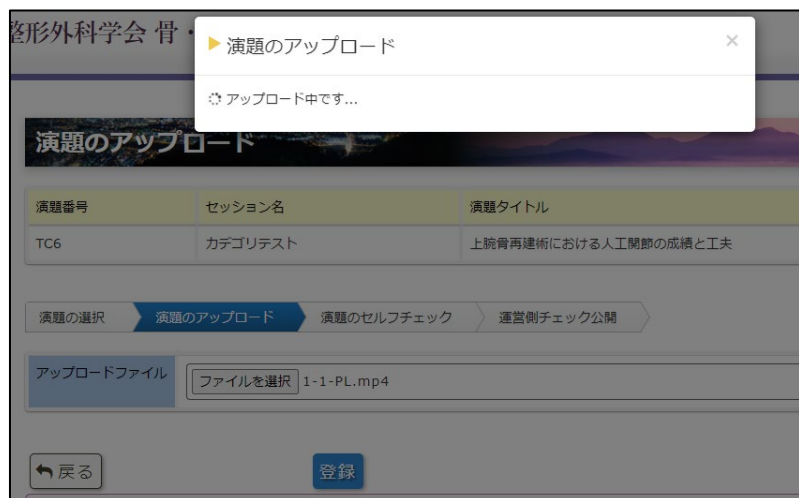 整形外科学会 骨・
演題のアップロード
×
アップロード中です...
演題のアップロード
演題番号 セッション名 演題タイトル
TC6 カデゴリテスト 上腕骨再建術における人工関節の成績と工夫
演題の選択 演題のアップロード 演題のセルフチェック 運営側チェック公開
アップロードファイル ファイルを選択 1-1-PL.mp4
戻る 登録